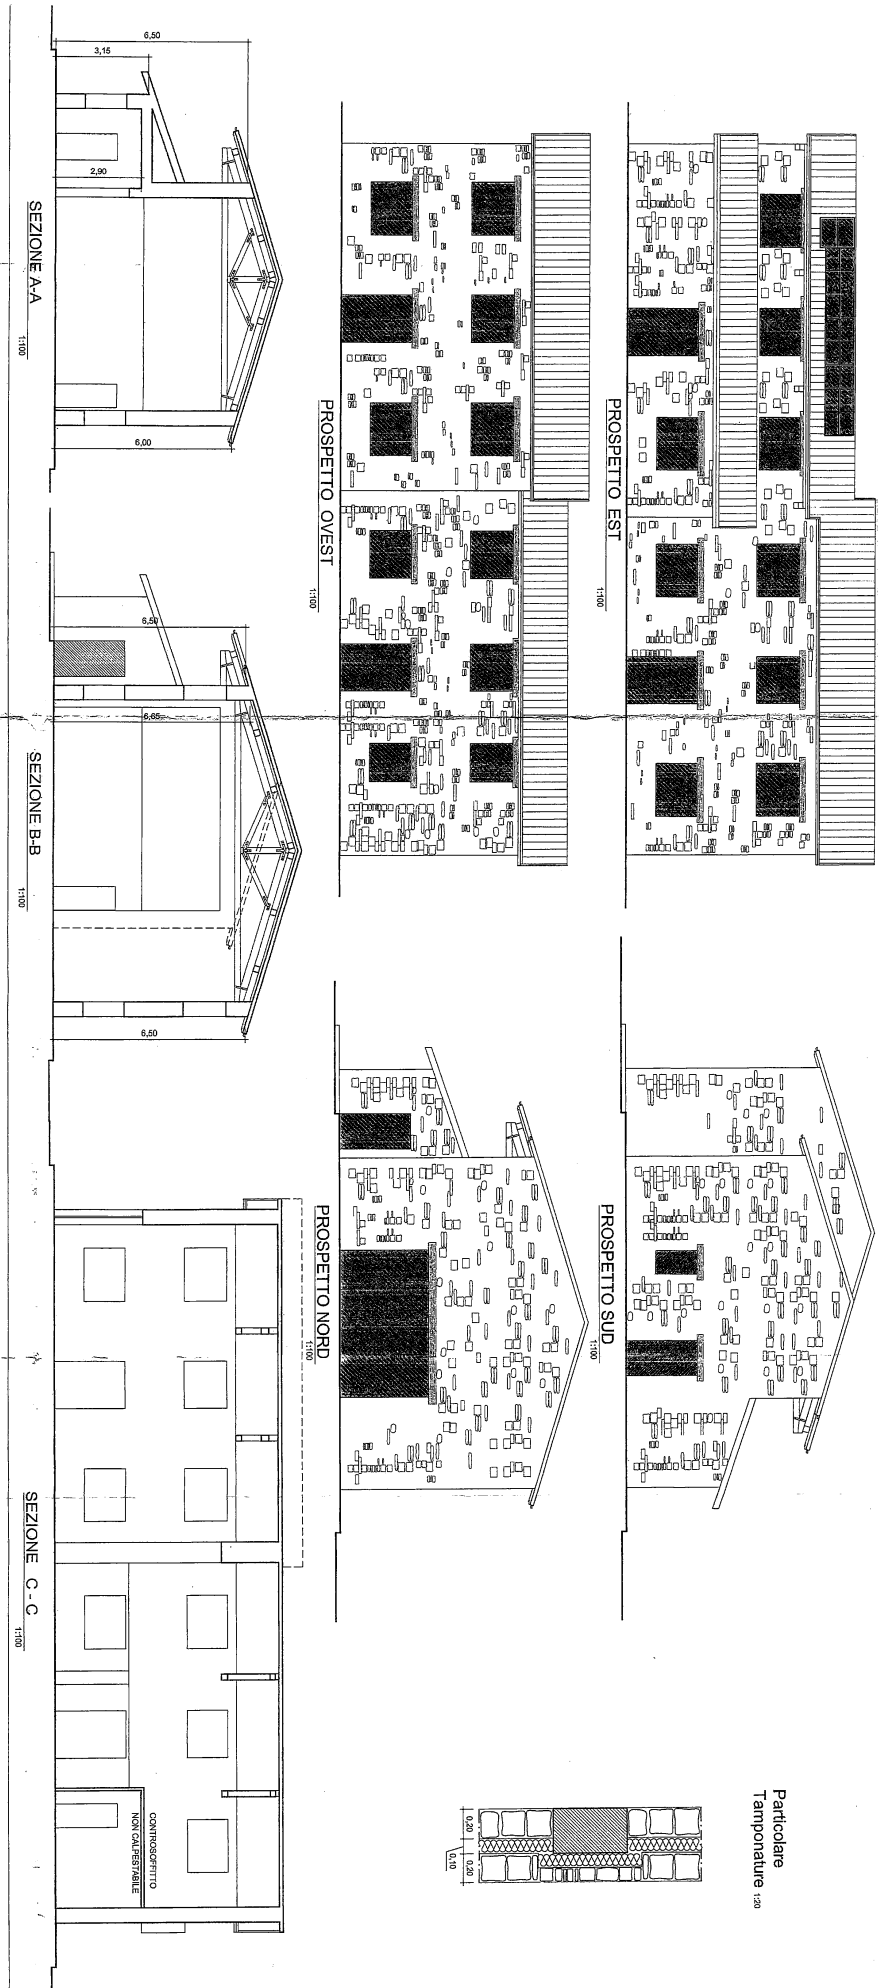 PROSPETTO EST
1:100
PROSPETTO SUD
1:100
Particolare
Tamponature 1:20
0,20
0,20
0,10
PROSPETTO OVEST
1:100
PROSPETTO NORD
1:100
6,50
3,15
2,90
6,00
SEZIONE A-A
1:100
6,50
6,65
6,50
SEZIONE B-B
1:100
CONTROSOFFITTO
NON CALPESTABILE
SEZIONE C - C
1:100